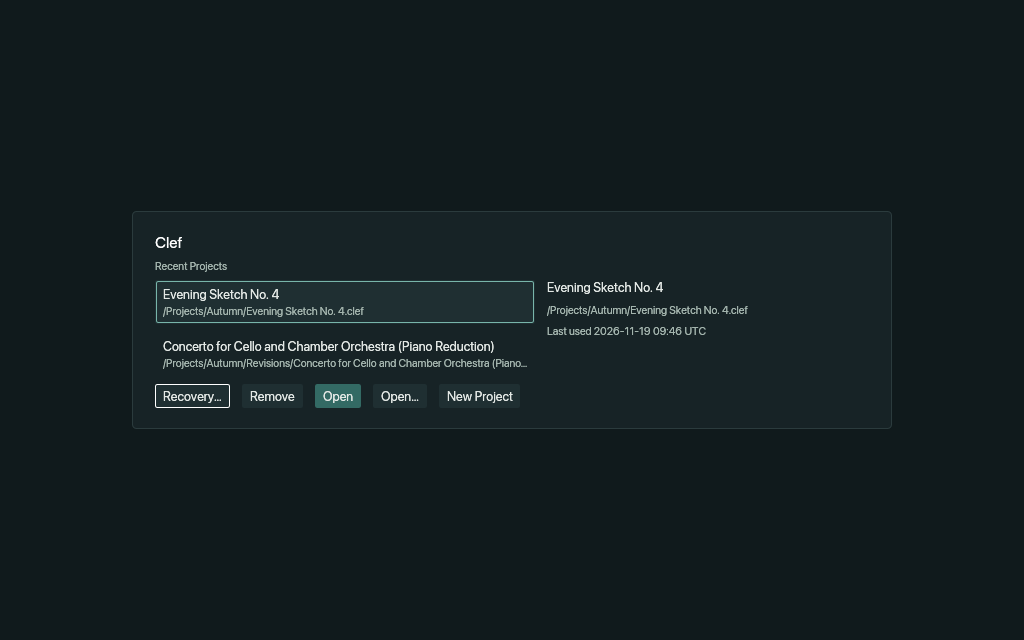 Clef
Recent Projects
Evening Sketch No. 4
/Projects/Autumn/Evening Sketch No. 4.clef
Concerto for Cello and Chamber Orchestra (Piano Reduction)
/Projects/Autumn/Revisions/Concerto for Cello and Chamber Orchestra (Piano...
Evening Sketch No. 4
/Projects/Autumn/Evening Sketch No. 4.clef
Last used 2026-11-19 09:46 UTC
Recovery... Remove Open Open... New Project